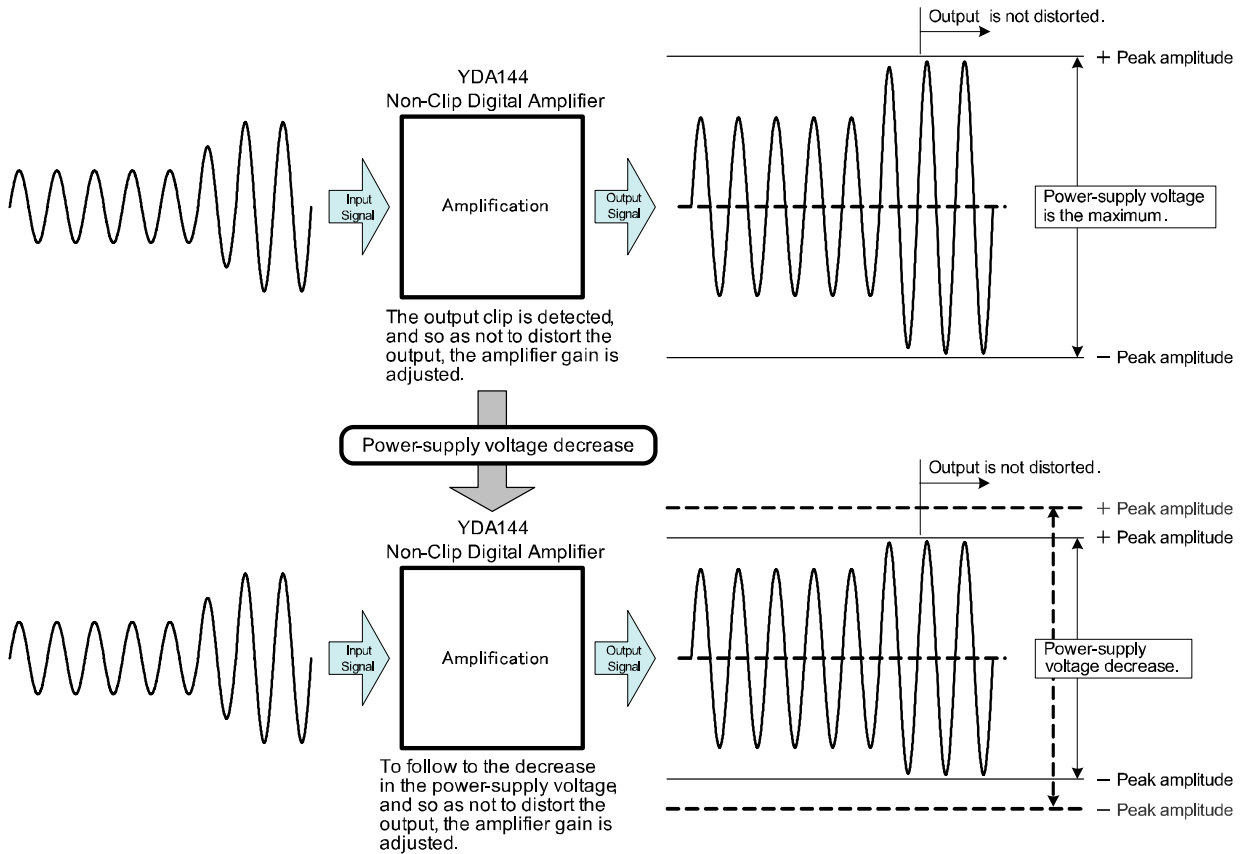 Output is not distorted.
+ Peak amplitude
YDA144
Non-Clip Digital Amplifier
Input
Signal
Amplification
Output
Signal
Power-supply voltage
is the maximum.
The output clip is detected,
and so as not to distort the
output, the amplifier gain is
adjusted.
− Peak amplitude
Power-supply voltage decrease
Output is not distorted.
+ Peak amplitude
YDA144
Non-Clip Digital Amplifier
+ Peak amplitude
Input
Signal
Amplification
Output
Signal
Power-supply
voltage decrease.
To follow to the decrease
in the power-supply voltage,
and so as not to distort the
output, the amplifier gain is
adjusted.
− Peak amplitude
− Peak amplitude